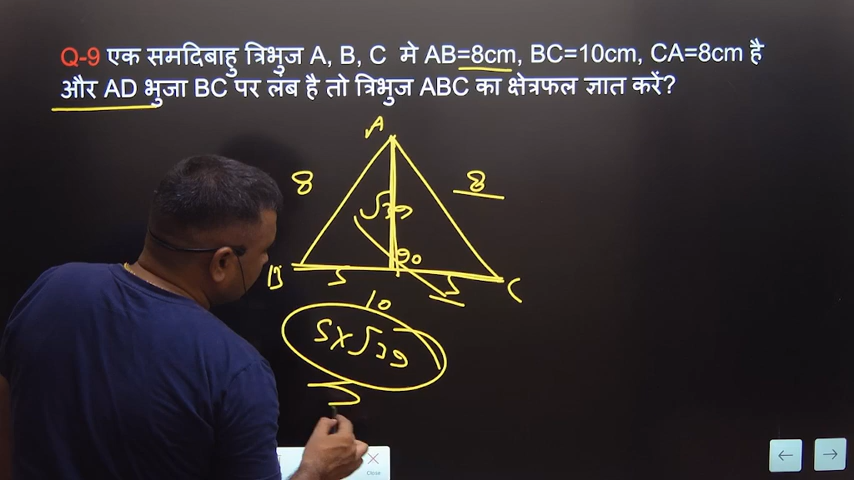 Q-9 एक समदिबाहु त्रिभुज A, B, C मे AB=8cm, BC=10cm, CA=8cm है
और AD भुजा BC पर लंब है तो त्रिभुज ABC का क्षेत्रफल ज्ञात करें?
A
8
8
√39
90
B
5
5
C
10
5×√39
Close